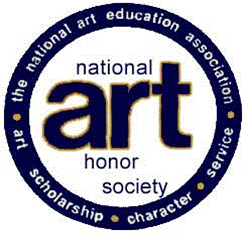 the national art education association
national
art
honor
society
art • scholarship • character • service